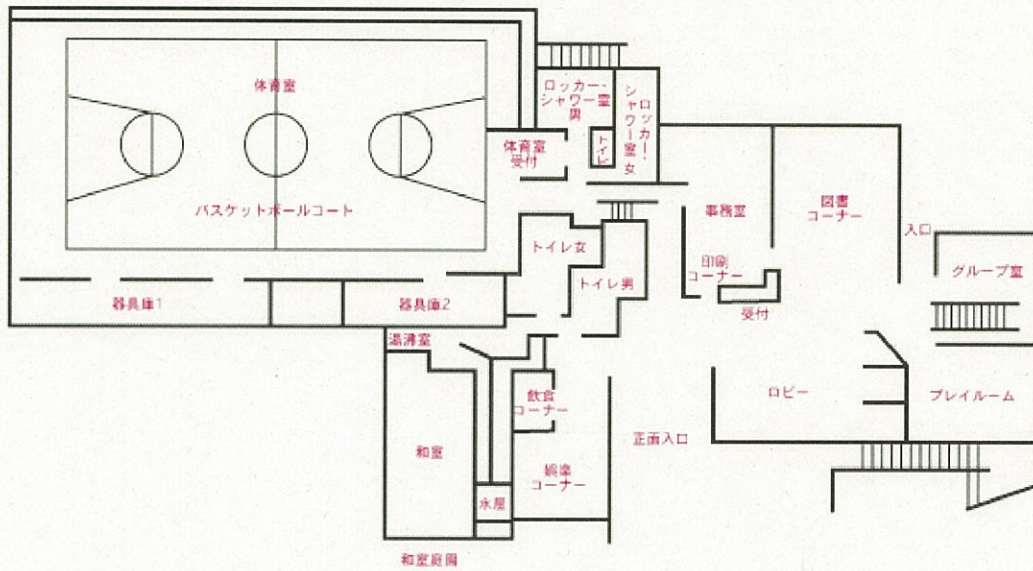 体育室
バスケットボールコート
体育室
受付
ロッカー・
シャワー室
男
ロッカー・
シャワー室 女
トイレ
事務室
図書
コーナー
入口
グループ室
トイレ女
トイレ男
印刷
コーナー
受付
器具庫1
器具庫2
湯沸室
飲食
コーナー
ロビー
プレイルーム
和室
娯楽
コーナー
正面入口
水屋
和室庭園